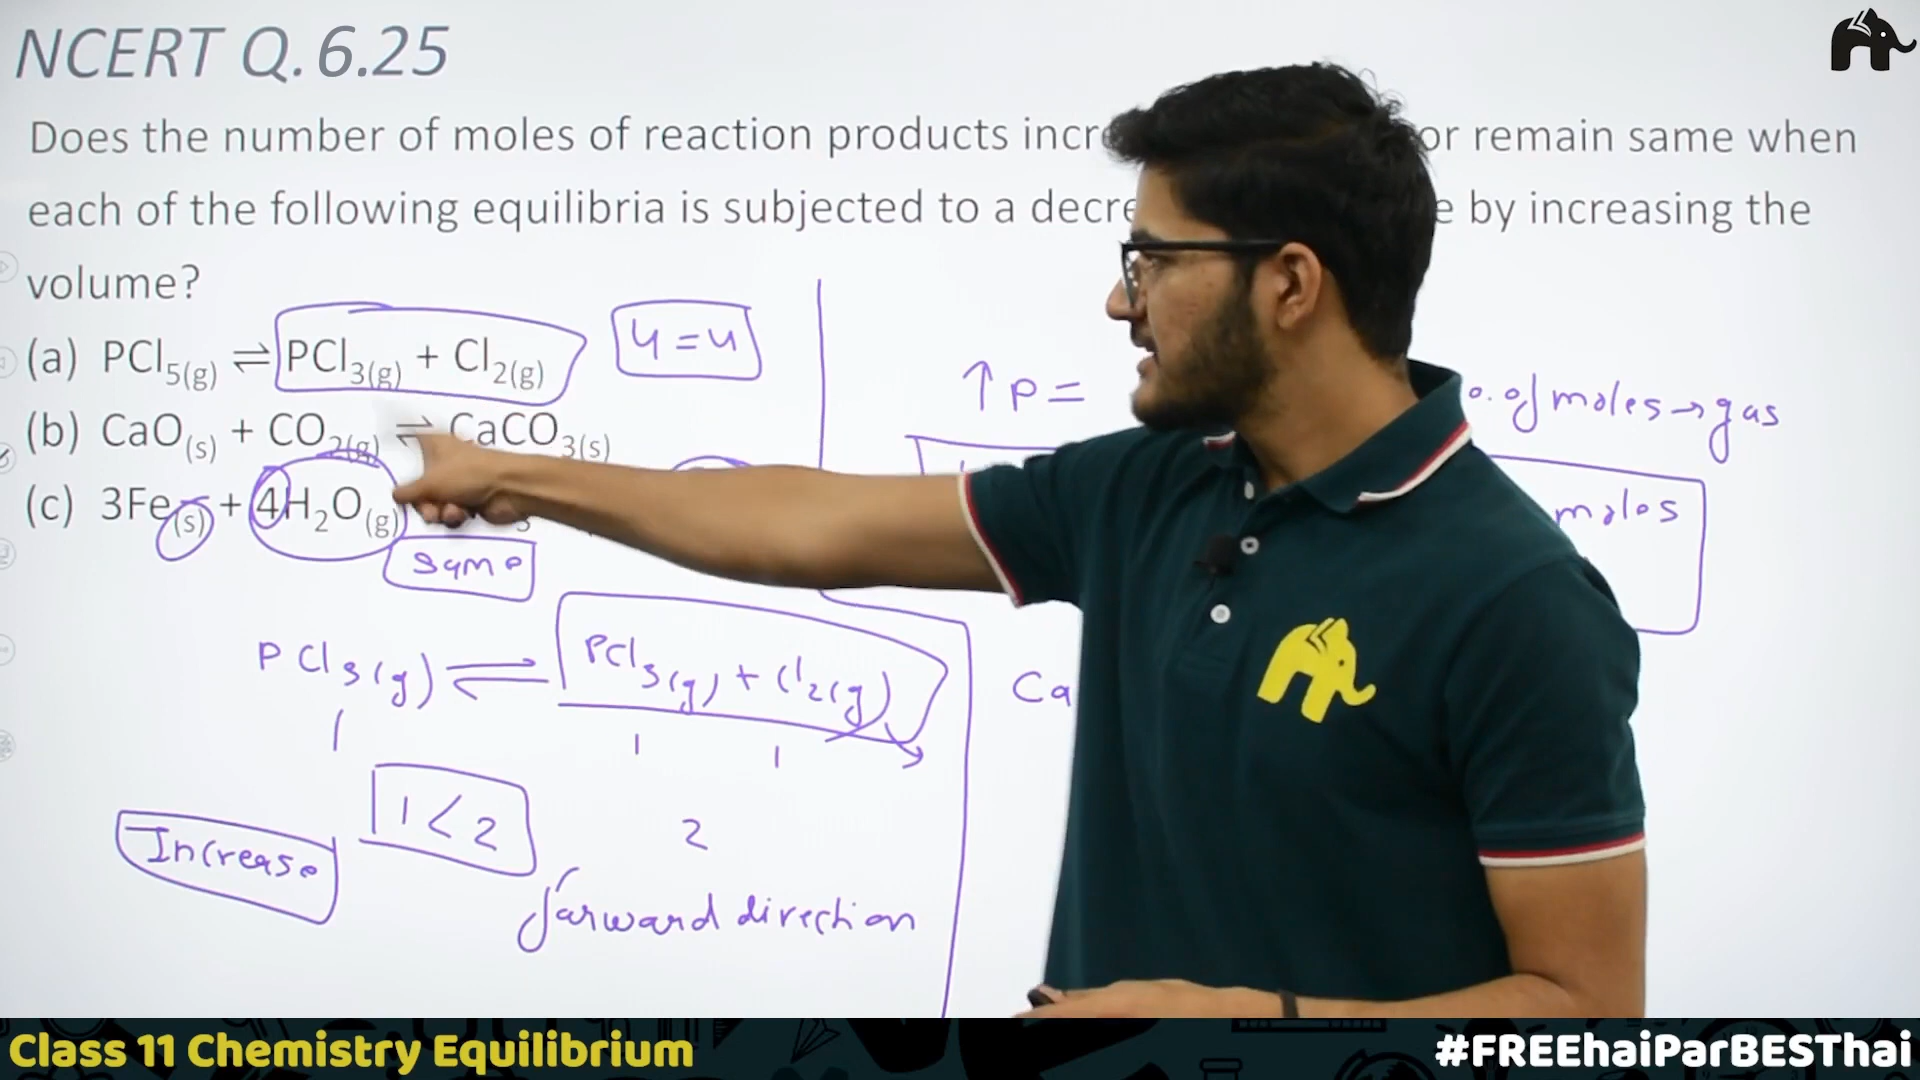 NCERT Q. 6.25
Does the number of moles of reaction products or remain same when
each of the following equilibria is subjected to a by increasing the
volume?
(a) PCl5(g) ⇌ PCl3(g) + Cl2(g) 4 = 4
↑ p = of moles → gas
(b) CaO(s) + CO2(g) ⇌ CaCO3(s)
(c) 3Fe(s) + 4H2O(g)
moles
Same
PCl3(g) ⇌ PCl3(g) + Cl2(g)
Ca
1 1 1
1 < 2 2
Increase
farward direction
Class 11 Chemistry Equilibrium #FREEhaiParBESThai